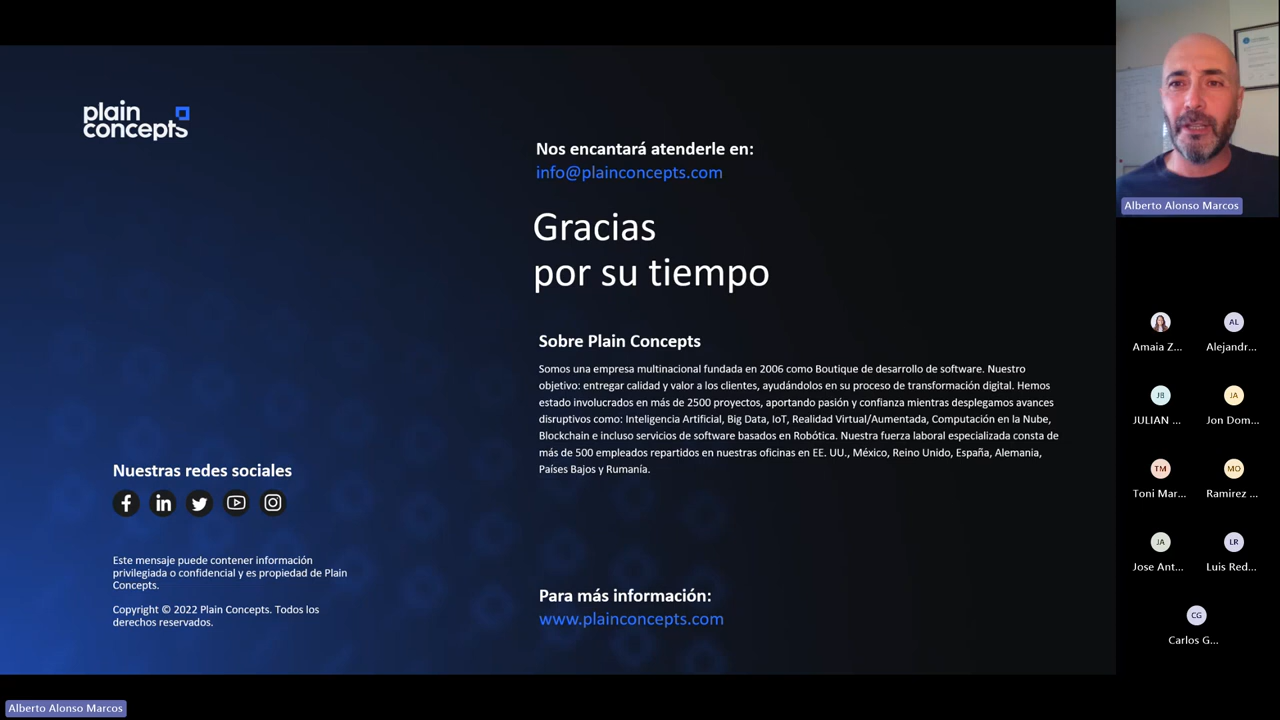 plain
concepts
Nos encantará atenderle en:
info@plainconcepts.com
Gracias
por su tiempo
Sobre Plain Concepts
Somos una empresa multinacional fundada en 2006 como Boutique de desarrollo de software. Nuestro
objetivo: entregar calidad y valor a los clientes, ayudándolos en su proceso de transformación digital. Hemos
estado involucrados en más de 2500 proyectos, aportando pasión y confianza mientras desplegamos avances
disruptivos como: Inteligencia Artificial, Big Data, IoT, Realidad Virtual/Aumentada, Computación en la Nube,
Blockchain e incluso servicios de software basados en Robótica. Nuestra fuerza laboral especializada consta de
más de 500 empleados repartidos en nuestras oficinas en EE. UU., México, Reino Unido, España, Alemania,
Países Bajos y Rumanía.
Nuestras redes sociales
Este mensaje puede contener información
privilegiada o confidencial y es propiedad de Plain
Concepts.
Copyright © 2022 Plain Concepts. Todos los
derechos reservados.
Para más información:
www.plainconcepts.com
Alberto Alonso Marcos
Alberto Alonso Marcos
Amaia Z...
AL
Alejandr...
JB
JULIAN ...
JA
Jon Dom...
TM
Toni Mar...
MO
Ramirez ...
JA
Jose Ant...
LR
Luis Red...
CG
Carlos G...